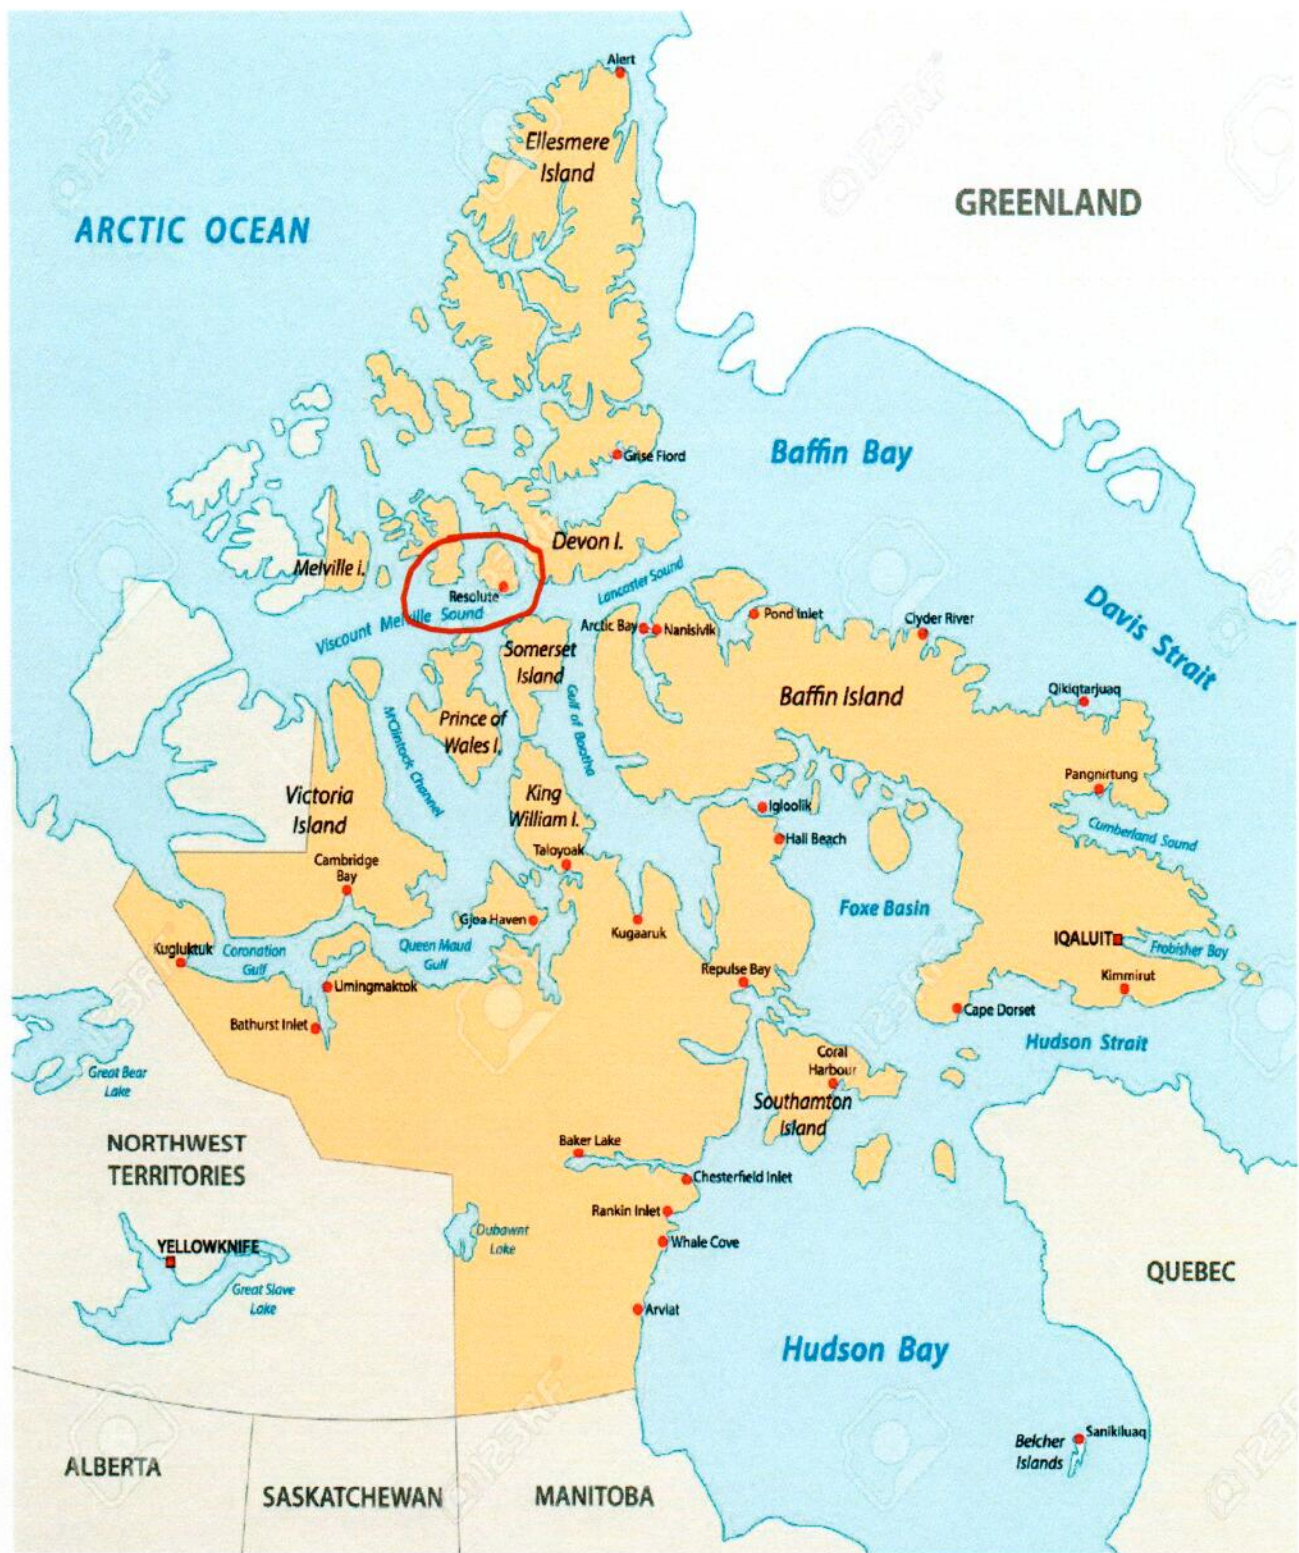 Alert
Ellesmere
Island
GREENLAND
ARCTIC OCEAN
Baffin Bay
Grise Fiord
Devon I.
Melville i.
Resolute
Lancaster Sound
Viscount Melville Sound
Davis Strait
Arctic Bay
Nanisivik
Pond Inlet
Clyder River
Somerset
Island
Gulf of Bootha
Baffin Island
Qikiqtarjuaq
Prince of
Wales I.
M'Clintock Channel
Pangnirtung
Victoria
Island
King
William I.
Igloolik
Cumberland Sound
Hall Beach
Taloyoak
Cambridge
Bay
Foxe Basin
Gjoa Haven
Kugaaruk
IQALUIT
Frobisher Bay
Kugluktuk
Coronation
Gulf
Queen Maud
Gulf
Repulse Bay
Kimmirut
Umingmaktok
Cape Dorset
Bathurst Inlet
Hudson Strait
Coral
Harbour
Great Bear
Lake
Southamton
Island
NORTHWEST
TERRITORIES
Baker Lake
Chesterfield Inlet
Rankin Inlet
Dubawnt
Lake
Whale Cove
YELLOWKNIFE
Great Slave
Lake
QUEBEC
Arviat
Hudson Bay
Belcher
Islands
Sanikiluaq
ALBERTA
SASKATCHEWAN
MANITOBA
123RF